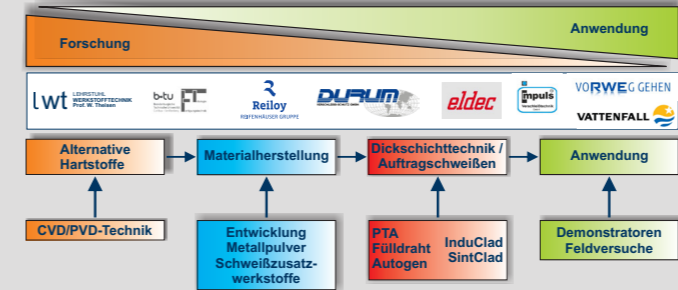 Anwendung
Forschung
lwt LEHRSTUHL
WERKSTOFFTECHNIK
Prof. W. Theisen
b-tu
Reiloy
REIFENHÄUSER GRUPPE
DURUM
eldec
impuls
VORWEG GEHEN
VATTENFALL
Alternative
Hartstoffe
Materialherstellung
Dickschichttechnik /
Auftragschweißen
Anwendung
CVD/PVD-Technik
Entwicklung
Metallpulver
Schweißzusatz-
werkstoffe
PTA
Fülldraht
Autogen
InduClad
SintClad
Demonstratoren
Feldversuche